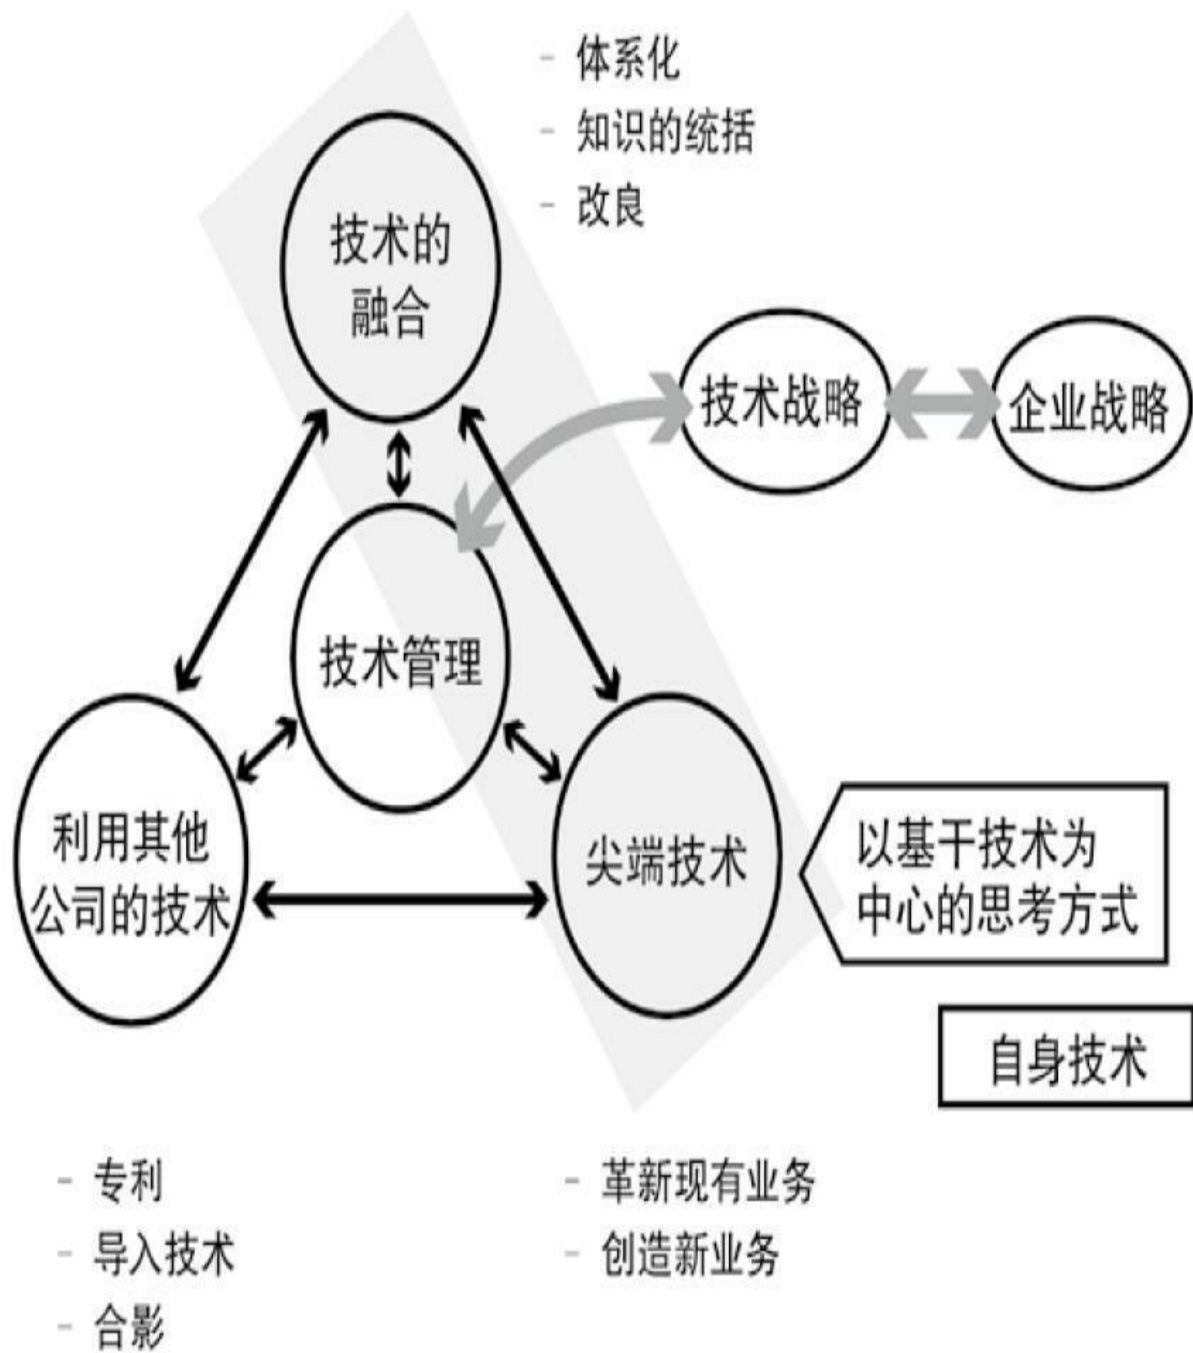 - 体系化
- 知识的统括
- 改良
技术的
融合
技术战略
企业战略
技术管理
利用其他
公司的技术
尖端技术
以基干技术为
中心的思考方式
自身技术
- 专利
- 导入技术
- 合影
- 革新现有业务
- 创造新业务